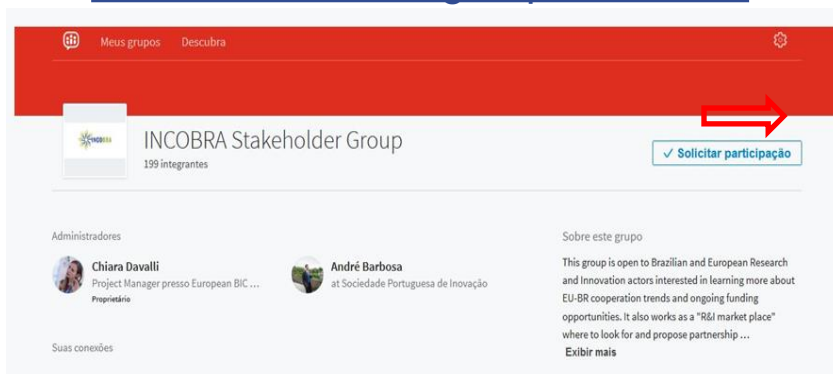 Meus grupos Descubra
INCOBRA
INCOBRA Stakeholder Group
199 integrantes
✓ Solicitar participação
Administradores
Chiara Davalli
Project Manager presso European BIC ...
Proprietário
André Barbosa
at Sociedade Portuguesa de Inovação
Suas conexões
Sobre este grupo
This group is open to Brazilian and European Research
and Innovation actors interested in learning more about
EU-BR cooperation trends and ongoing funding
opportunities. It also works as a "R&I market place"
where to look for and propose partnership ...
Exibir mais